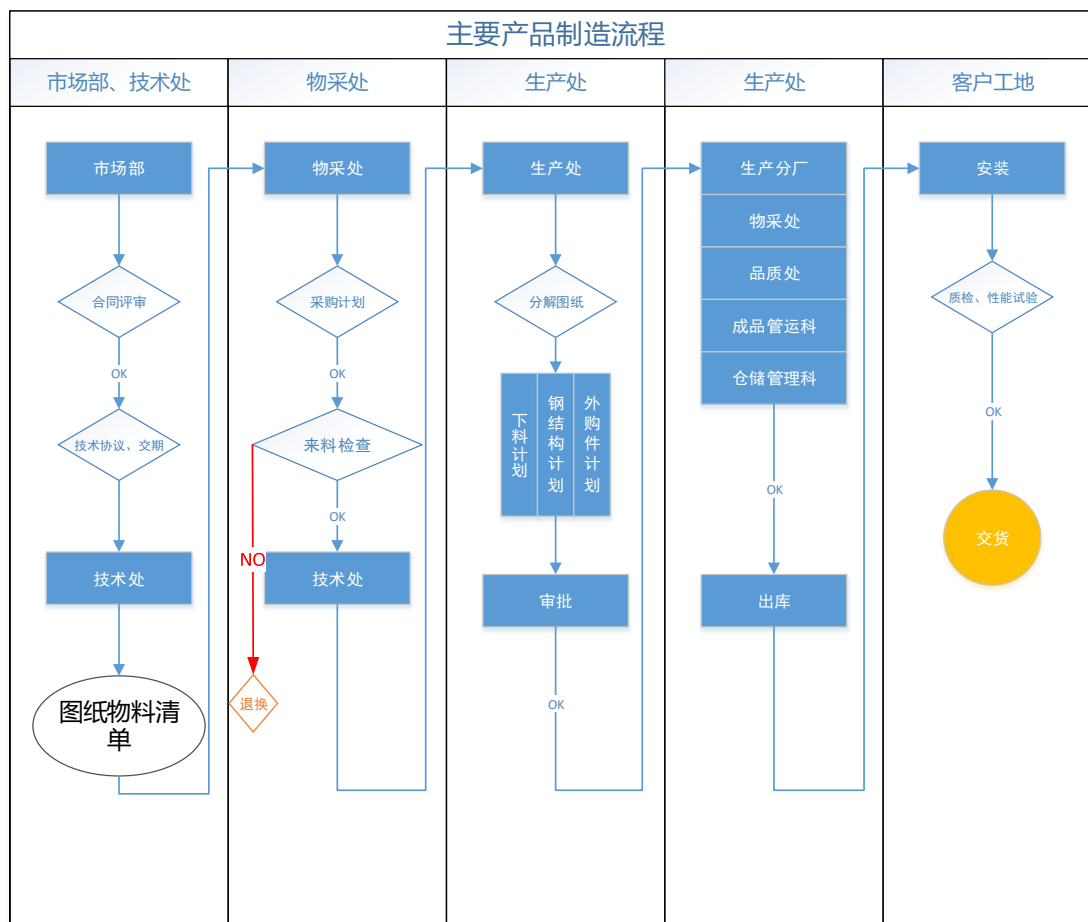 主要产品制造流程
市场部、技术处
物采处
生产处
生产处
客户工地
市场部
合同评审
OK
技术协议、交期
技术处
图纸物料清
单
物采处
采购计划
OK
来料检查
OK
NO
技术处
退换
生产处
分解图纸
下料计划
钢结构计划
外购件计划
审批
OK
生产分厂
物采处
品质处
成品管运科
仓储管理科
OK
出库
安装
质检、性能试验
OK
交货